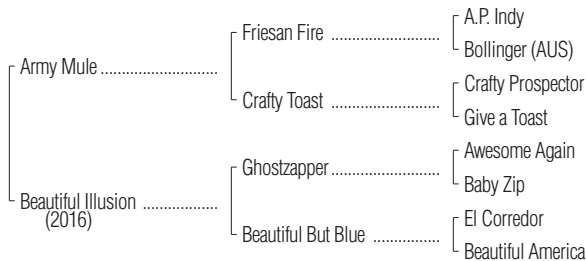 A.P. Indy
Friesan Fire ........................
Bollinger (AUS)
Army Mule ..........................
Crafty Prospector
Crafty Toast ........................
Give a Toast
Awesome Again
Ghostzapper ........................
Baby Zip
Beautiful Illusion .................
(2016)
El Corredor
Beautiful But Blue ...............
Beautiful America